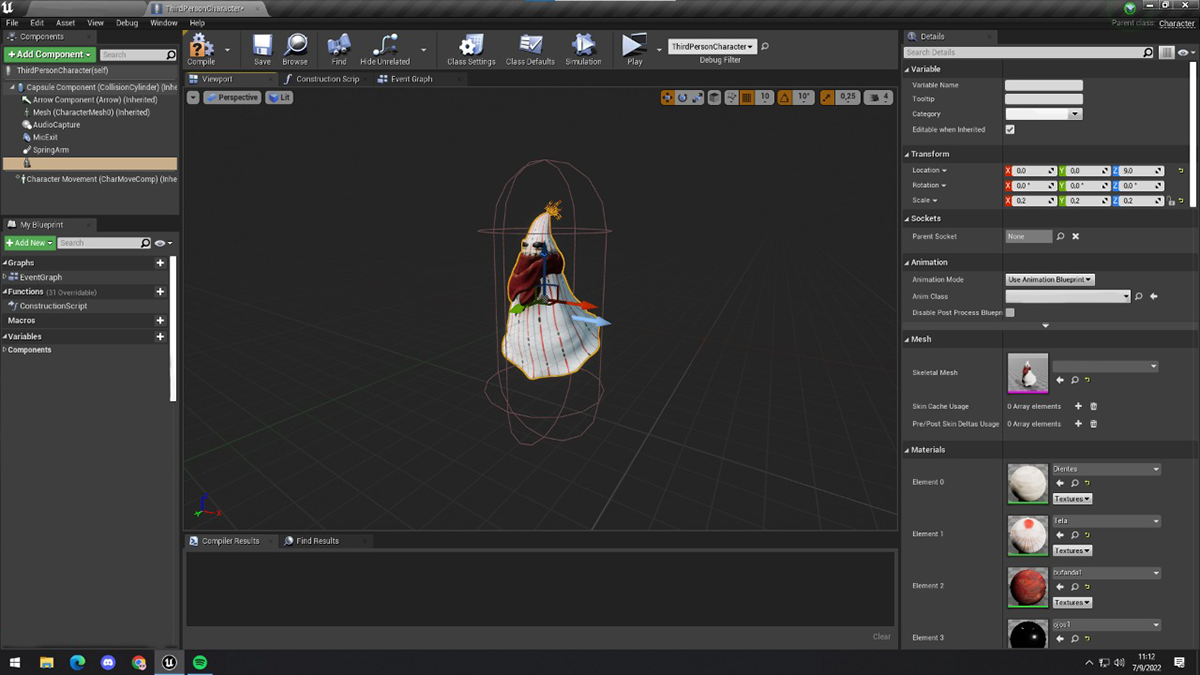 ThirdPersonCharacter*
File Edit Asset View Debug Window Help
Parent class: Character
Components
+Add Component
Search
ThirdPersonCharacter(self)
Capsule Component (CollisionCylinder) (Inhe
Arrow Component (Arrow) (Inherited)
Mesh (CharacterMesh0) (Inherited)
AudioCapture
MicExit
SpringArm
Character Movement (CharMoveComp) (Inhe
My Blueprint
+Add New
Search
Graphs
EventGraph
Functions (31 Overridable)
ConstructionScript
Macros
Variables
Components
Compile
Save
Browse
Find
Hide Unrelated
Class Settings
Class Defaults
Simulation
Play
ThirdPersonCharacter
Debug Filter
Viewport
Construction Scrip
Event Graph
Perspective
Lit
10
10°
0,25
4
X
Compiler Results
Find Results
Clear
Details
Search Details
Variable
Variable Name
Tooltip
Category
Editable when Inherited
Transform
Location X 0.0 Y 0.0 Z 9.0
Rotation X 0.0 ° Y 0.0 ° Z 0.0 °
Scale X 0.2 Y 0.2 Z 0.2
Sockets
Parent Socket None
Animation
Animation Mode Use Animation Blueprint
Anim Class
Disable Post Process Bluepri
Mesh
Skeletal Mesh
Skin Cache Usage 0 Array elements
Pre/Post Skin Deltas Usage 0 Array elements
Materials
Element 0 Dientes
Textures
Element 1 Tela
Textures
Element 2 bufanda1
Textures
Element 3 ojos1
11:12
7/9/2022